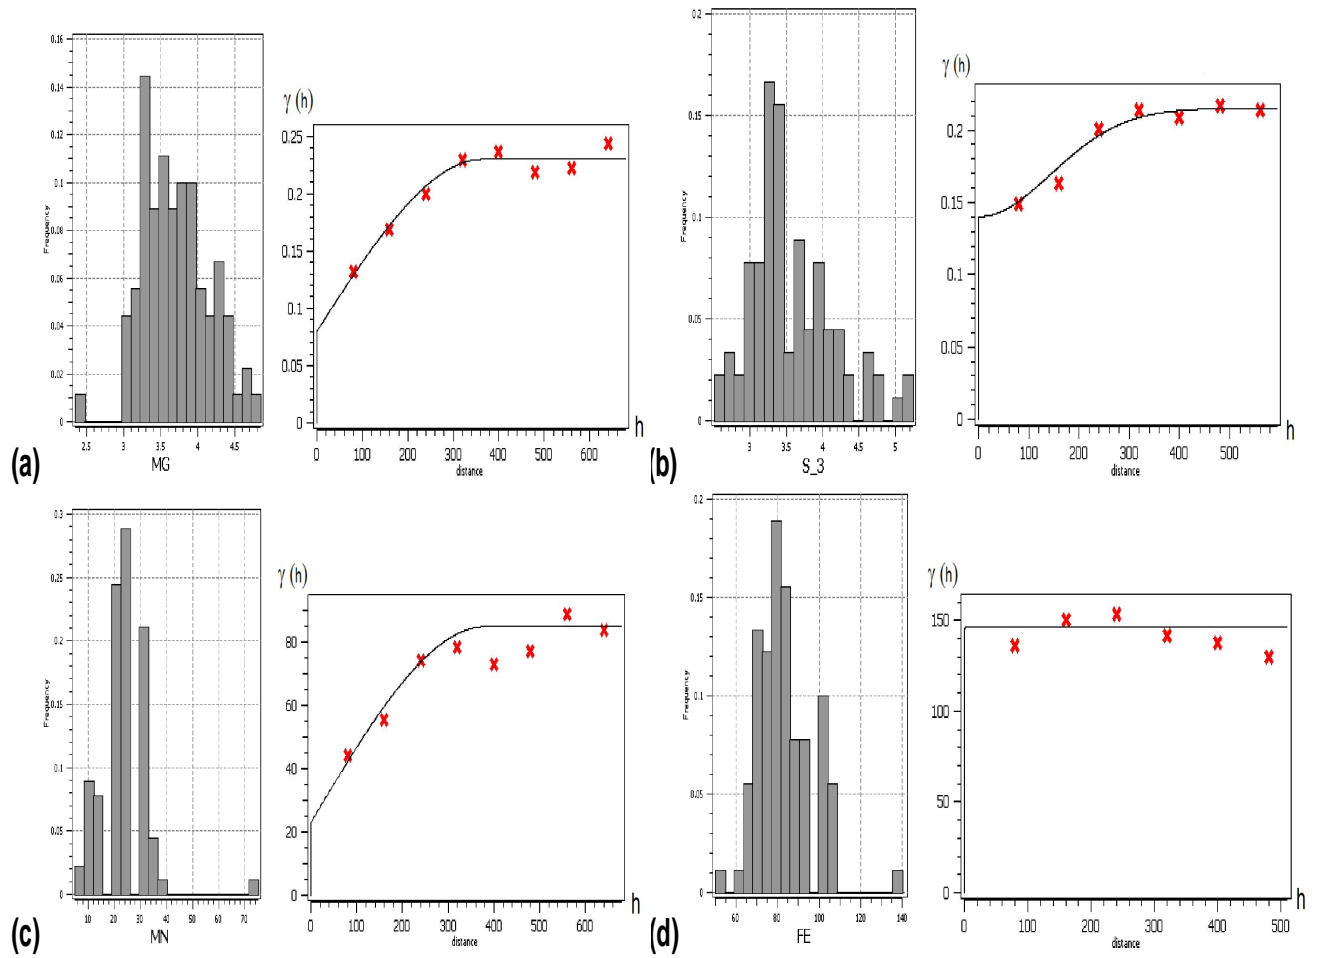 0.16
0.14
0.12
0.1
0.08
0.06
0.04
0.02
0
Frequency
2.5 3 3.5 4 4.5
MG
(a)
γ (h)
0.25
0.2
0.15
0.1
0.05
0
0 100 200 300 400 500 600
distance
h
0.2
0.15
0.1
0.05
0
Frequency
3 3.5 4 4.5 5
S_3
(b)
γ (h)
0.2
0.15
0.1
0.05
0
0 100 200 300 400 500
distance
h
0.3
0.25
0.2
0.15
0.1
0.05
0
Frequency
10 20 30 40 50 60 70
MN
(c)
γ (h)
80
60
40
20
0
0 100 200 300 400 500 600
distance
h
0.2
0.15
0.1
0.05
0
Frequency
60 80 100 120 140
FE
(d)
γ (h)
150
100
50
0
0 100 200 300 400 500
distance
h